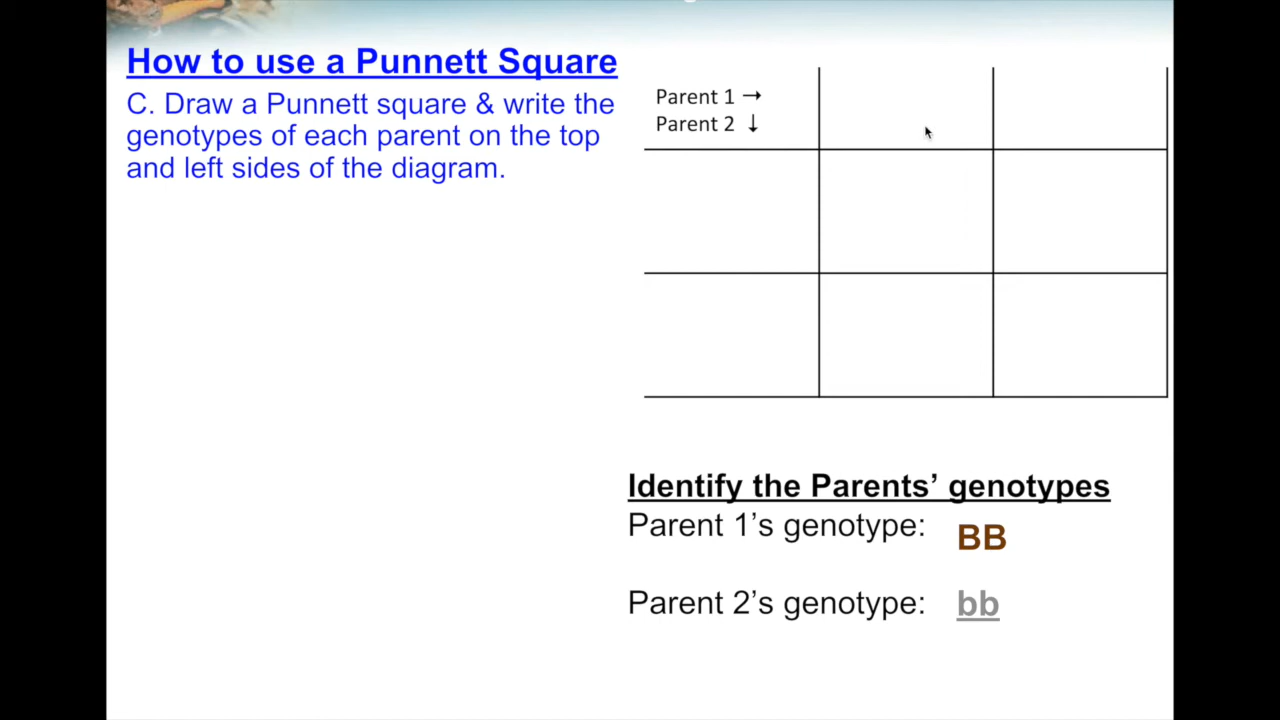 How to use a Punnett Square
C. Draw a Punnett square & write the
genotypes of each parent on the top
and left sides of the diagram.
Parent 1 →
Parent 2 ↓
Identify the Parents’ genotypes
Parent 1’s genotype: BB
Parent 2’s genotype: bb